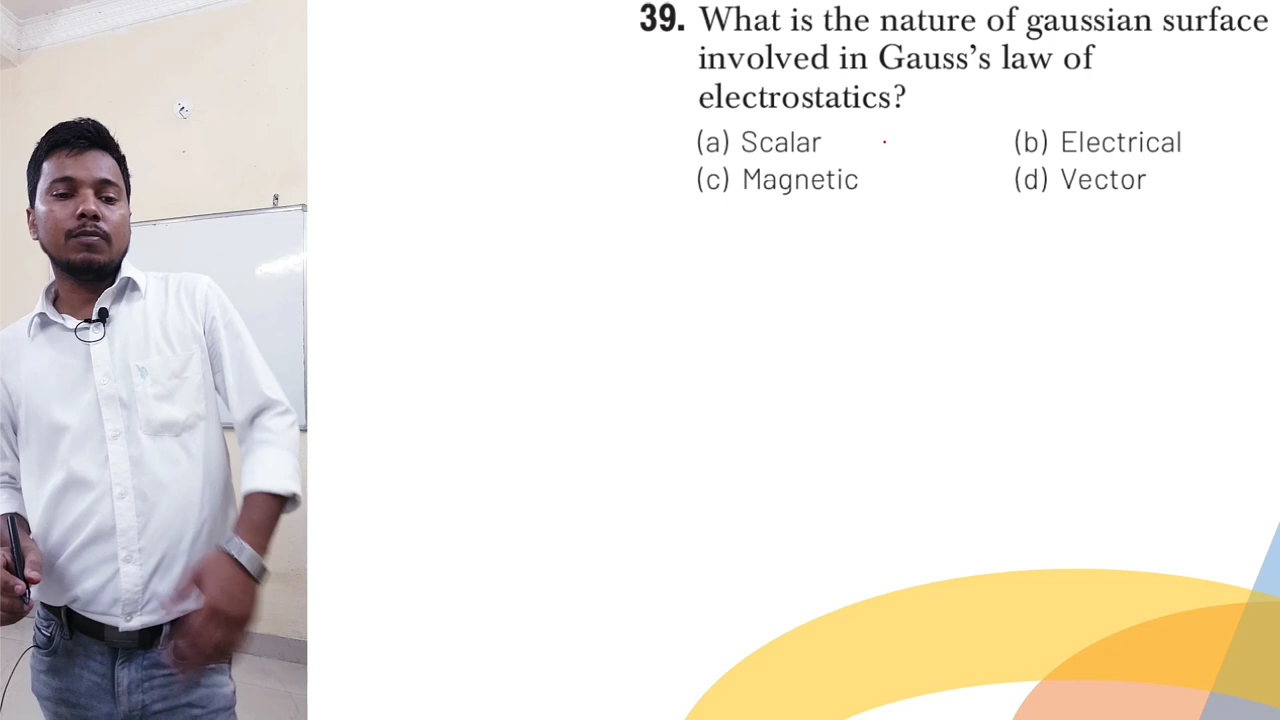 39. What is the nature of gaussian surface
involved in Gauss’s law of
electrostatics?
(a) Scalar (b) Electrical
(c) Magnetic (d) Vector